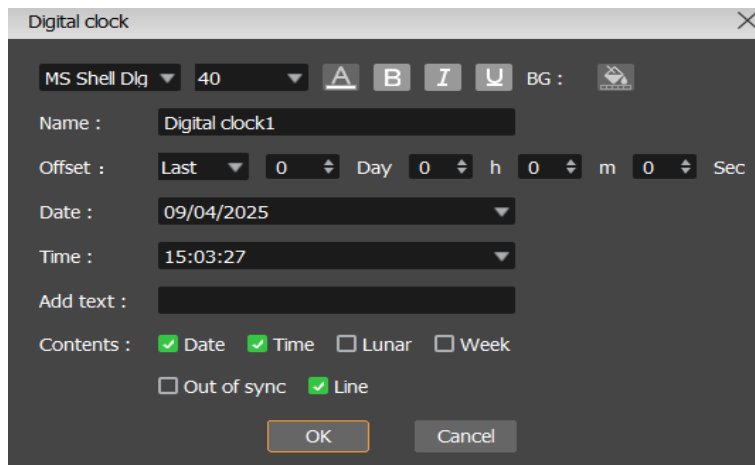 Digital clock
MS Shell Dlg 40 A B I U BG :
Name : Digital clock1
Offset : Last 0 Day 0 h 0 m 0 Sec
Date : 09/04/2025
Time : 15:03:27
Add text :
Contents : Date Time Lunar Week
Out of sync Line
OK Cancel